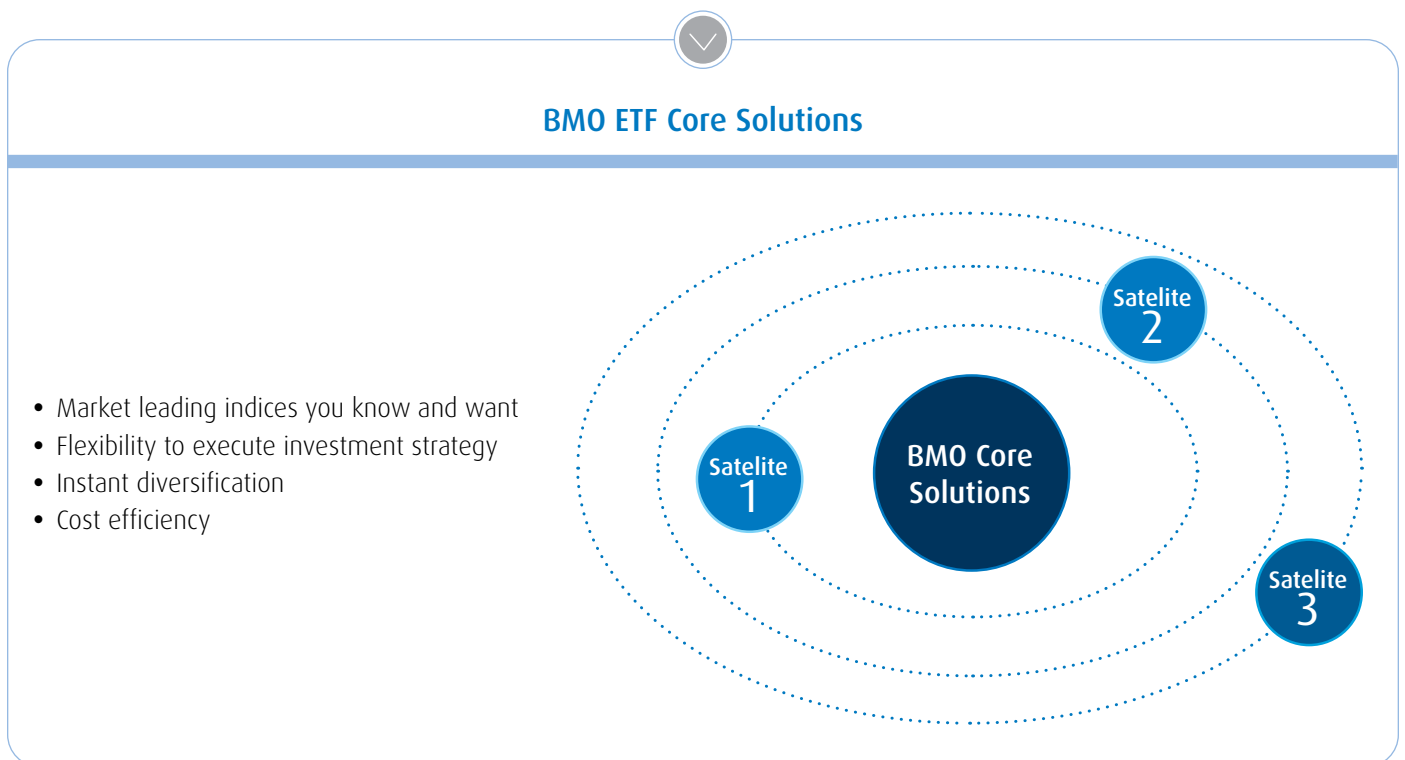 BMO ETF Core Solutions
• Market leading indices you know and want
• Flexibility to execute investment strategy
• Instant diversification
• Cost efficiency
Satelite
2
BMO Core
Solutions
Satelite
1
Satelite
3